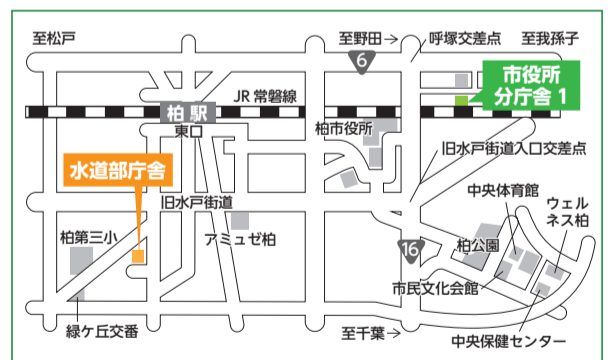 至松戸
至野田→
呼塚交差点
至我孫子
6
市役所
分庁舎1
JR常磐線
柏駅
東口
柏市役所
旧水戸街道入口交差点
水道部庁舎
中央体育館
ウェル
ネス柏
旧水戸街道
柏第三小
アミュゼ柏
16
柏公園
市民文化会館
緑ケ丘交番
至千葉→
中央保健センター